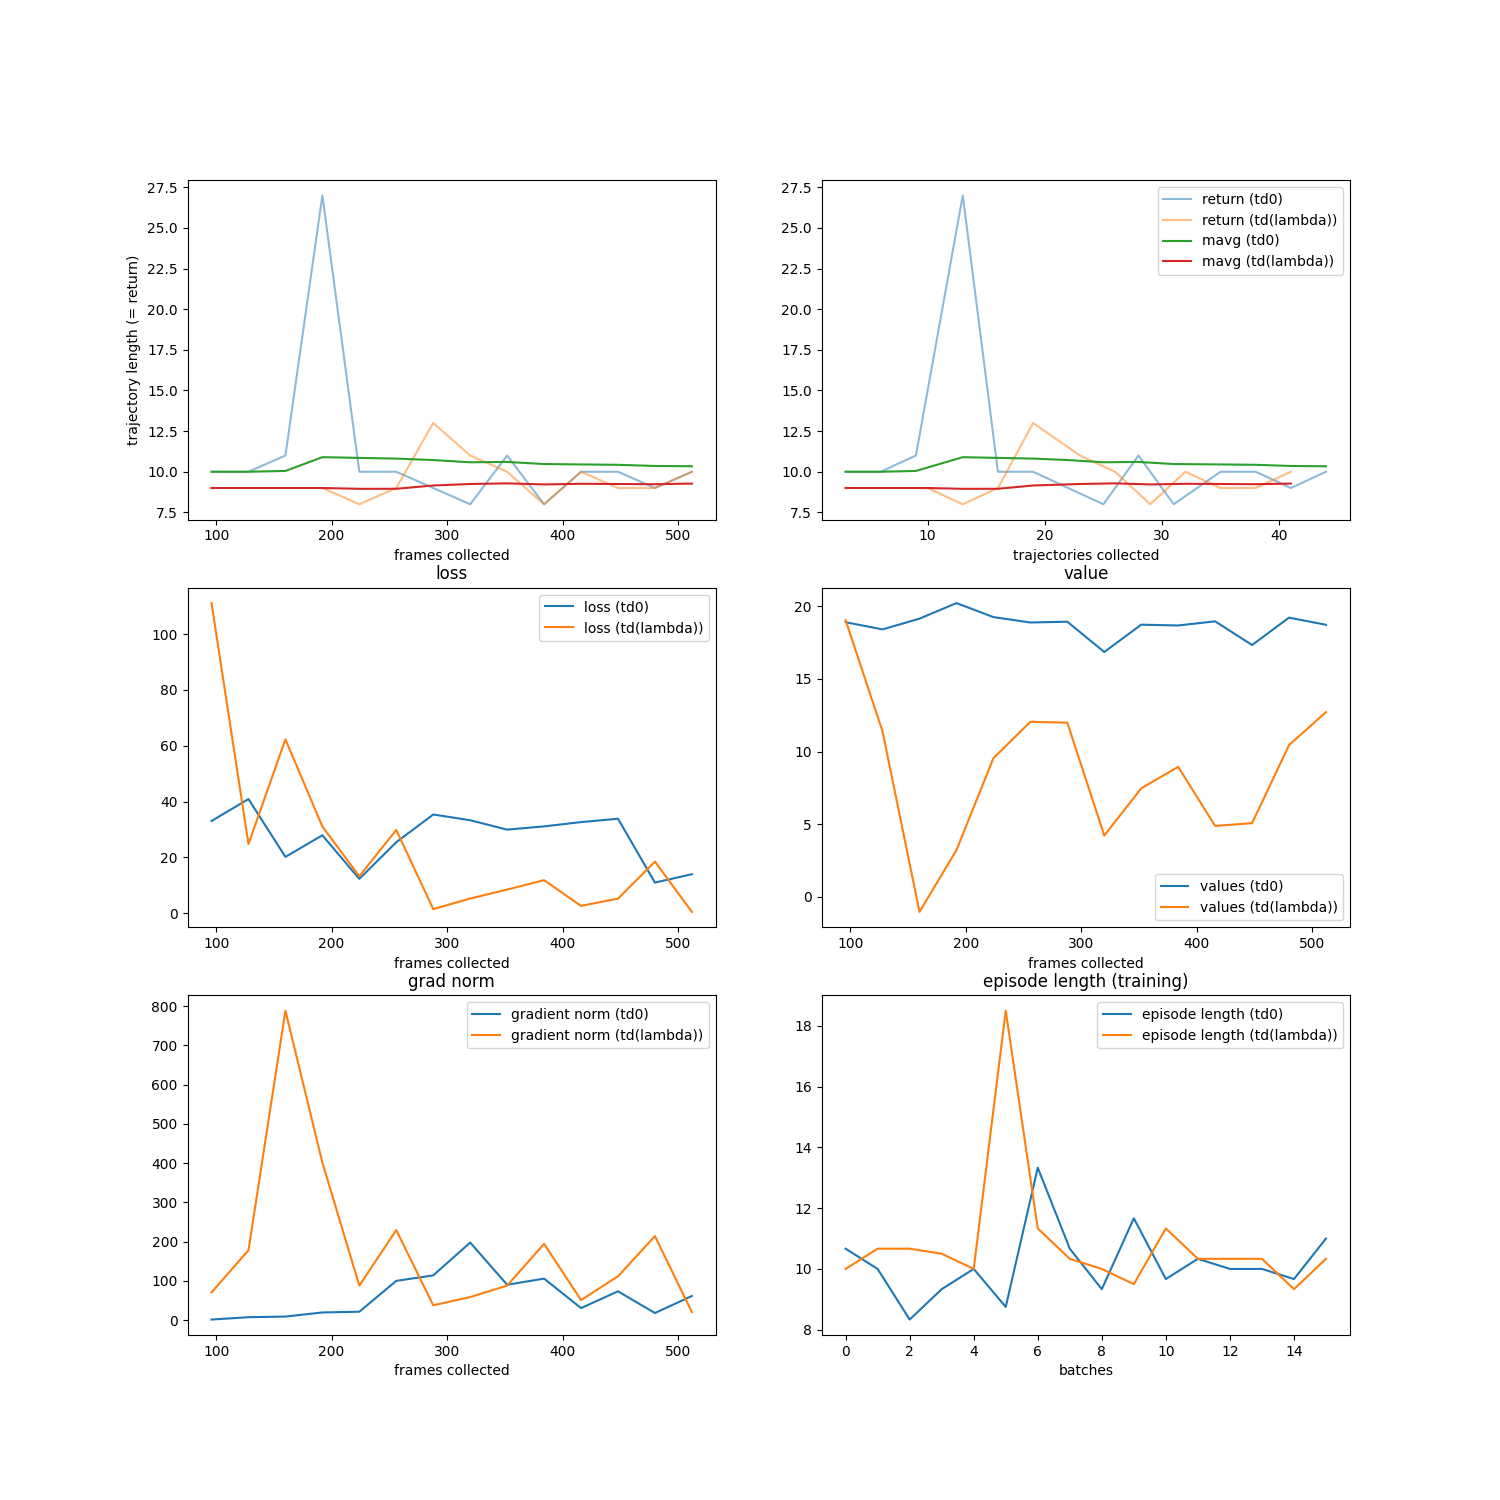 27.5
25.0
22.5
20.0
17.5
15.0
12.5
10.0
7.5
trajectory length (= return)
100 200 300 400 500
frames collected
27.5
25.0
22.5
20.0
17.5
15.0
12.5
10.0
7.5
return (td0)
return (td(lambda))
mavg (td0)
mavg (td(lambda))
10 20 30 40
trajectories collected
loss
100
80
60
40
20
0
loss (td0)
loss (td(lambda))
100 200 300 400 500
frames collected
value
20
15
10
5
0
values (td0)
values (td(lambda))
100 200 300 400 500
frames collected
grad norm
800
700
600
500
400
300
200
100
0
gradient norm (td0)
gradient norm (td(lambda))
100 200 300 400 500
frames collected
episode length (training)
18
16
14
12
10
8
episode length (td0)
episode length (td(lambda))
0 2 4 6 8 10 12 14
batches